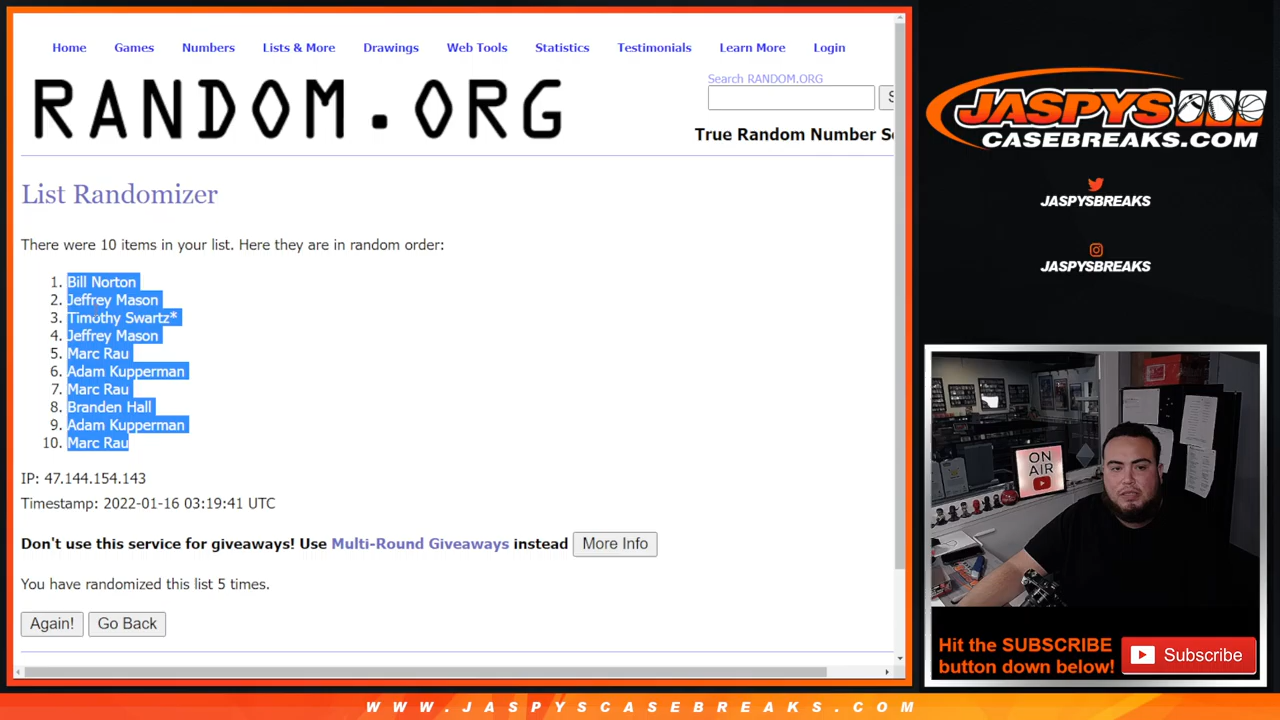 Home Games Numbers Lists & More Drawings Web Tools Statistics Testimonials Learn More Login
RANDOM.ORG
Search RANDOM.ORG
S
True Random Number Se
List Randomizer
There were 10 items in your list. Here they are in random order:
1. Bill Norton
2. Jeffrey Mason
3. Timothy Swartz*
4. Jeffrey Mason
5. Marc Rau
6. Adam Kupperman
7. Marc Rau
8. Branden Hall
9. Adam Kupperman
10. Marc Rau
IP: 47.144.154.143
Timestamp: 2022-01-16 03:19:41 UTC
Don't use this service for giveaways! Use Multi-Round Giveaways instead More Info
You have randomized this list 5 times.
Again! Go Back
JASPYS
CASEBREAKS.COM
JASPYSBREAKS
JASPYSBREAKS
ON
AIR
Hit the SUBSCRIBE
button down below!
Subscribe
WWW.JASPYSCASEBREAKS.COM